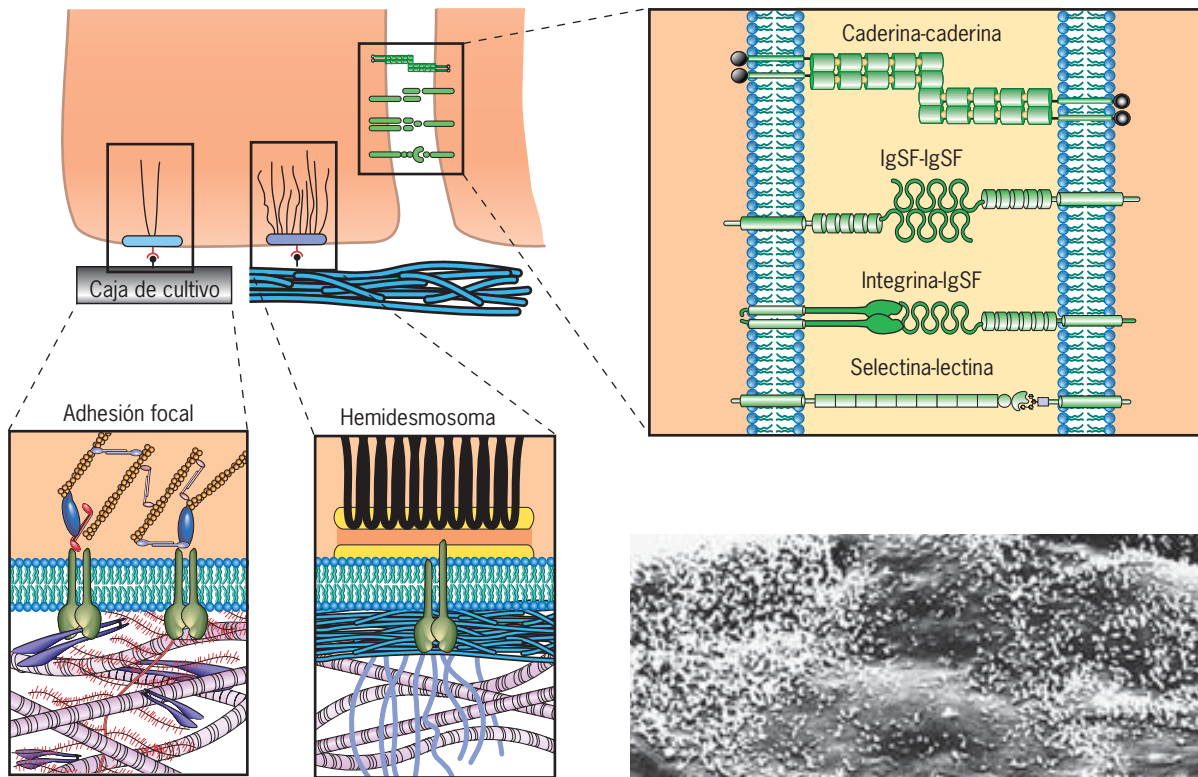 Caderina-caderina
IgSF-IgSF
Integrina-IgSF
Selectina-lectina
Caja de cultivo
Adhesión focal
Hemidesmosoma